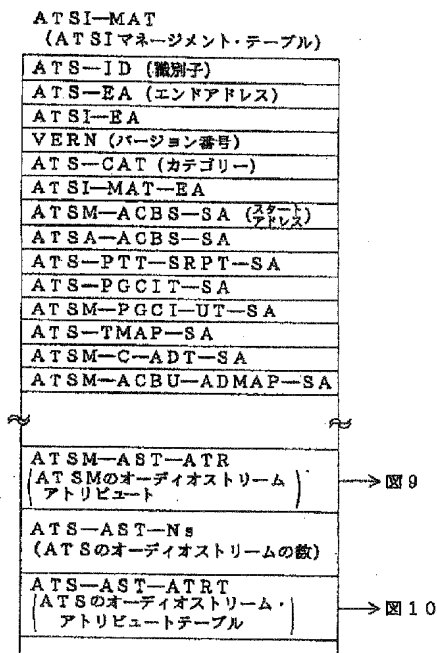 ATSI—MAT
(ATSIマネージメント・テーブル)
ATS—ID (識別子)
ATS—EA (エンドアドレス)
ATSI—EA
VERN (バージョン番号)
ATS—CAT (カテゴリー)
ATSI—MAT—EA
ATSM—ACBS—SA (スタートアドレス)
ATSA—ACBS—SA
ATS—PTT—SRPT—SA
ATS—PGCIT—SA
ATSM—PGCI—UT—SA
ATS—TMAP—SA
ATSM—C—ADT—SA
ATSM—ACBU—ADMAP—SA
ATSM—AST—ATR
(ATSMのオーディオストリーム
アトリビュート)
→図9
ATS—AST—Ns
(ATSのオーディオストリームの数)
ATS—AST—ATRT
(ATSのオーディオストリーム・
アトリビュートテーブル)
→図10